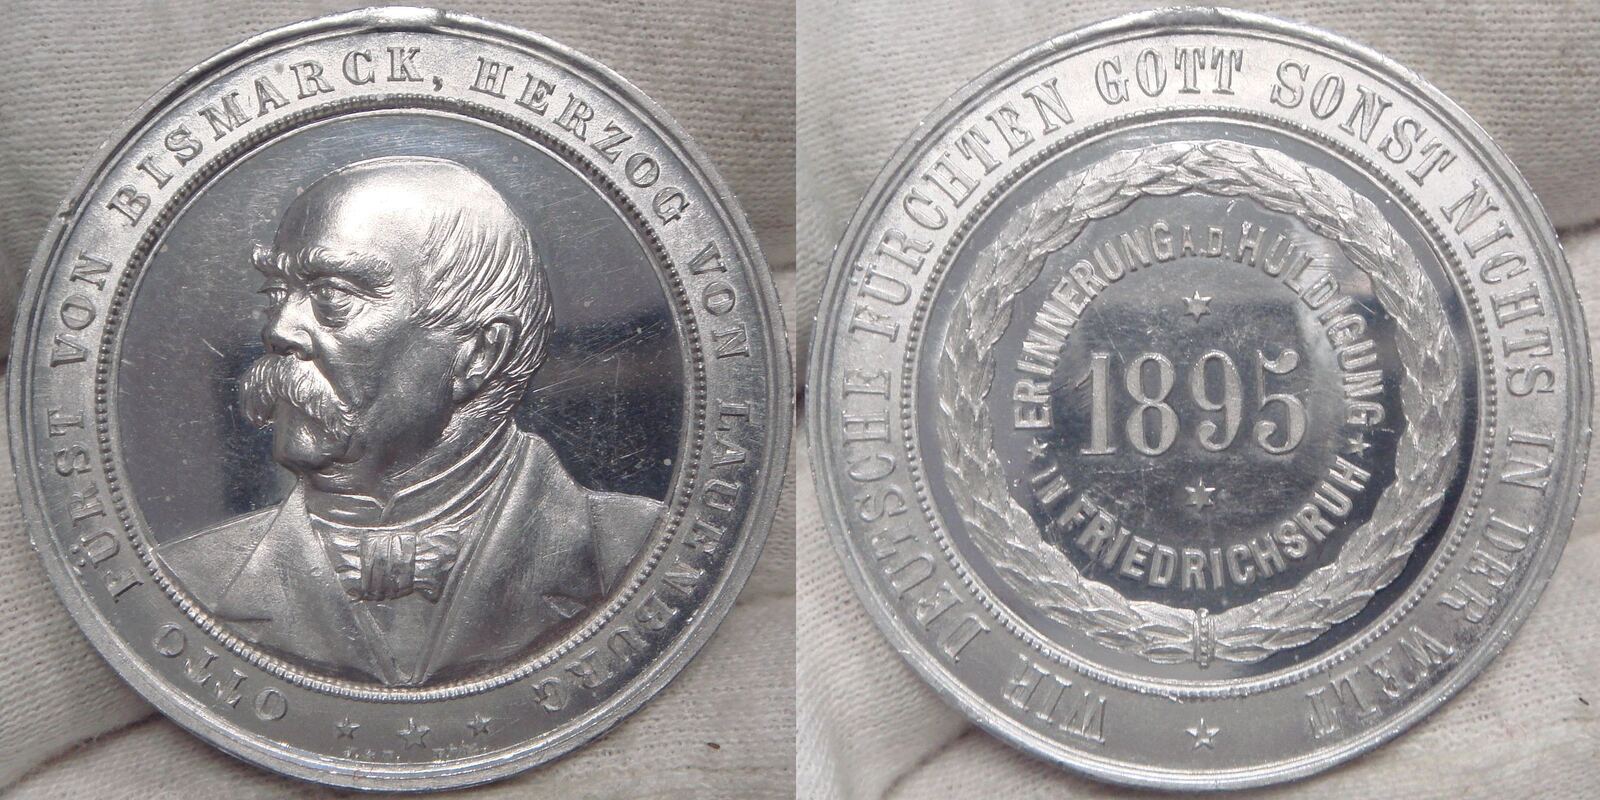 OTTO FÜRST VON BISMARCK, HERZOG VON LAUENBURG
WIR DEUTSCHE FÜRCHTEN GOTT SONST NICHTS IN DER WELT
ERINNERUNG A.D. HULDIGUNG
IN FRIEDRICHSRUH
1895